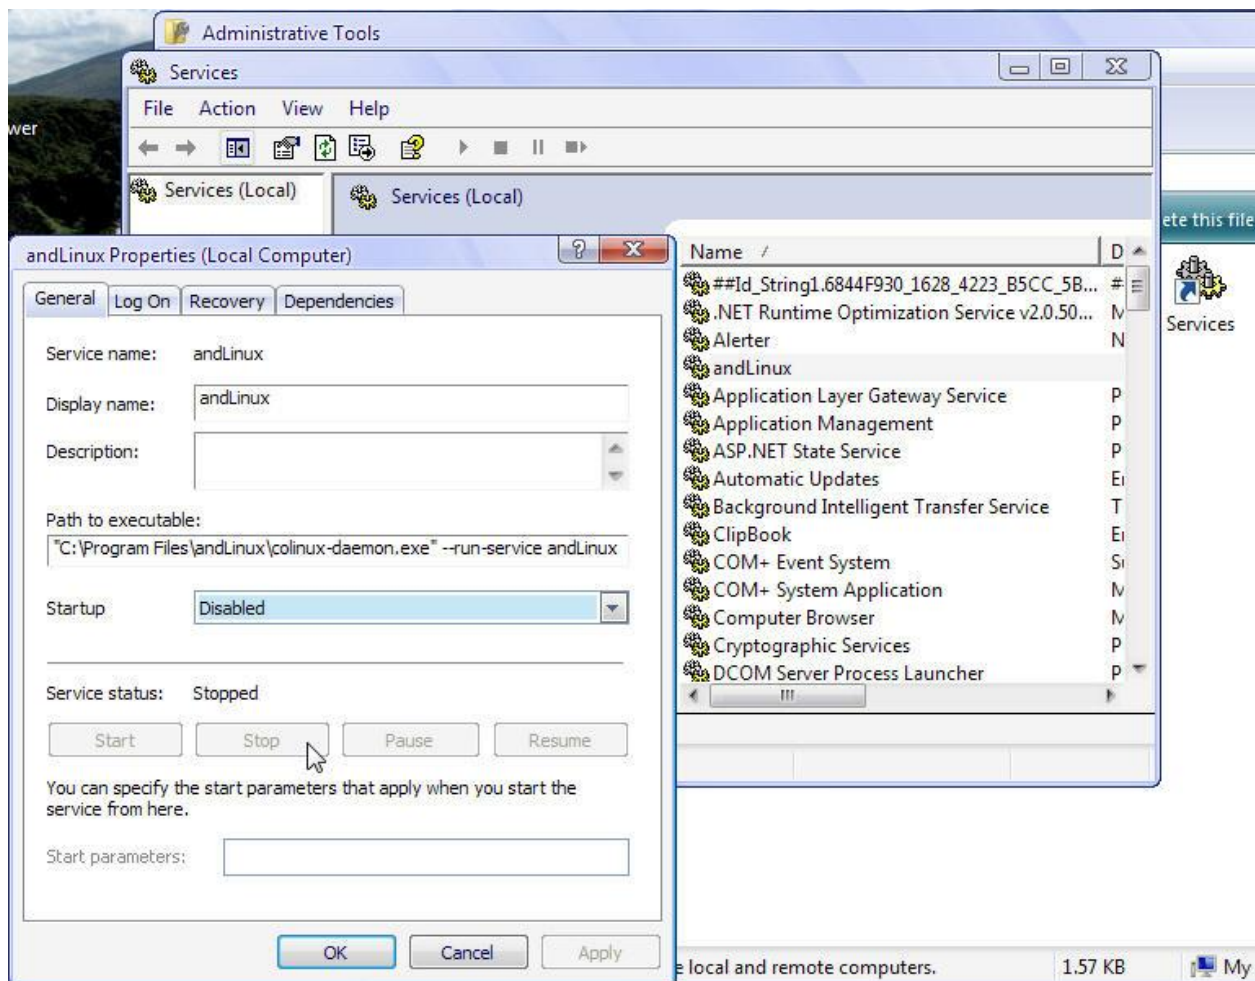 Administrative Tools
Services
File Action View Help
wer
Services (Local)
Services (Local)
ete this file
Services
andLinux Properties (Local Computer)
General Log On Recovery Dependencies
Service name: andLinux
Display name: andLinux
Description:
Path to executable:
"C:\Program Files\andLinux\colinux-daemon.exe" --run-service andLinux
Startup Disabled
Service status: Stopped
Start Stop Pause Resume
You can specify the start parameters that apply when you start the
service from here.
Start parameters:
OK Cancel Apply
Name / D
##Id_String1.6844F930_1628_4223_B5CC_5B... #
.NET Runtime Optimization Service v2.0.50... M
Alerter N
andLinux
Application Layer Gateway Service P
Application Management P
ASP.NET State Service P
Automatic Updates E
Background Intelligent Transfer Service T
ClipBook E
COM+ Event System S
COM+ System Application M
Computer Browser M
Cryptographic Services P
DCOM Server Process Launcher P
e local and remote computers. 1.57 KB My